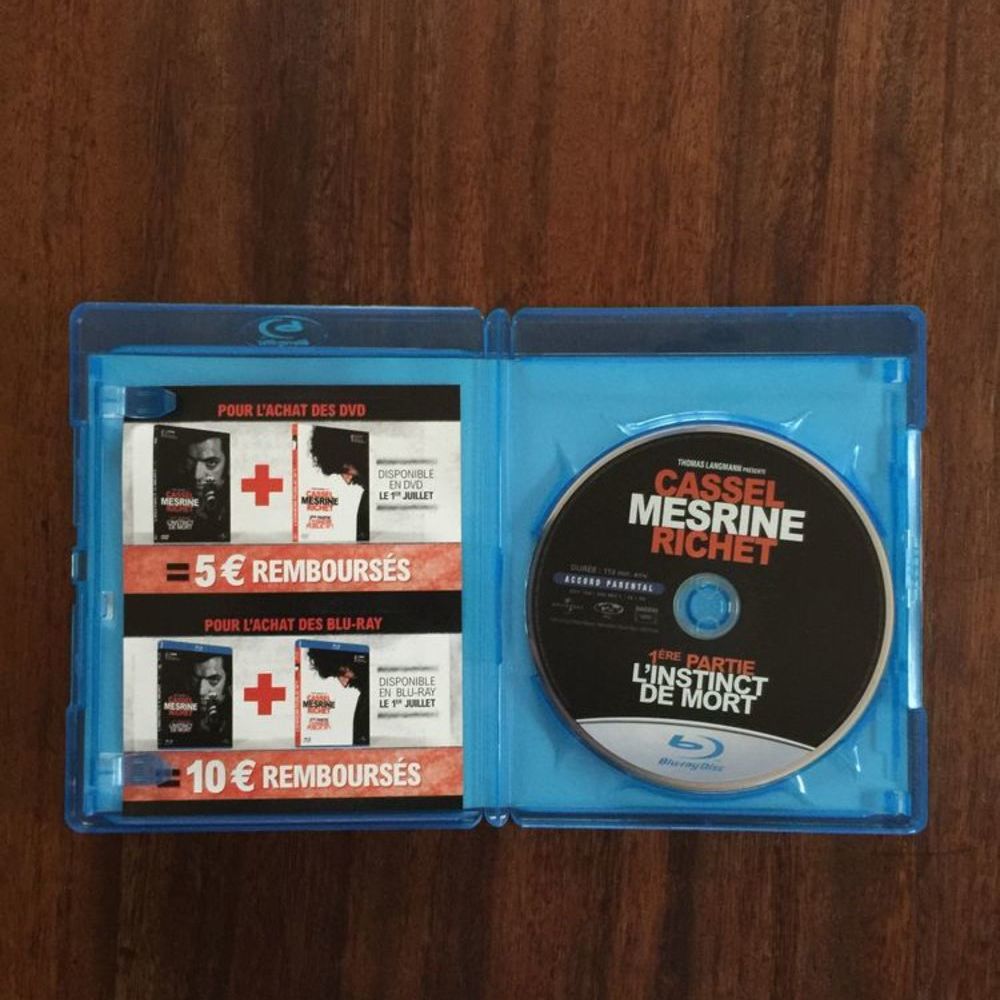 POUR L'ACHAT DES DVD
CASSEL
MESRINE
RICHET
L'INSTINCT
DE MORT
+
CASSEL
MESRINE
RICHET
DISPONIBLE
EN DVD
LE 1ER JUILLET
= 5 € REMBOURSÉS
POUR L'ACHAT DES BLU-RAY
CASSEL
MESRINE
RICHET
L'INSTINCT
DE MORT
+
CASSEL
MESRINE
RICHET
DISPONIBLE
EN BLU-RAY
LE 1ER JUILLET
= 10 € REMBOURSÉS
THOMAS LANGMANN PRÉSENTE
CASSEL
MESRINE
RICHET
ACCORD PARENTAL
1ÈRE PARTIE
L'INSTINCT
DE MORT
Blu-ray Disc